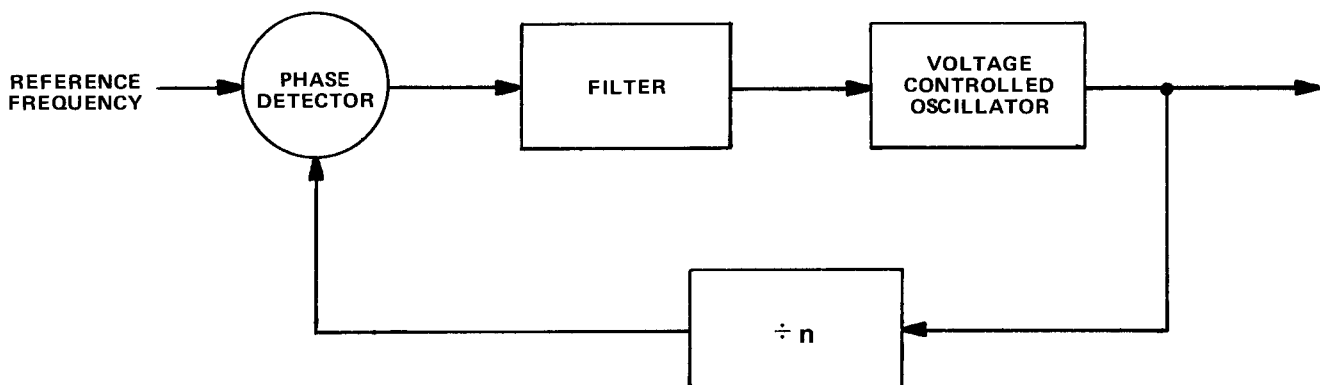 REFERENCE
FREQUENCY
PHASE
DETECTOR
FILTER
VOLTAGE
CONTROLLED
OSCILLATOR
÷ n